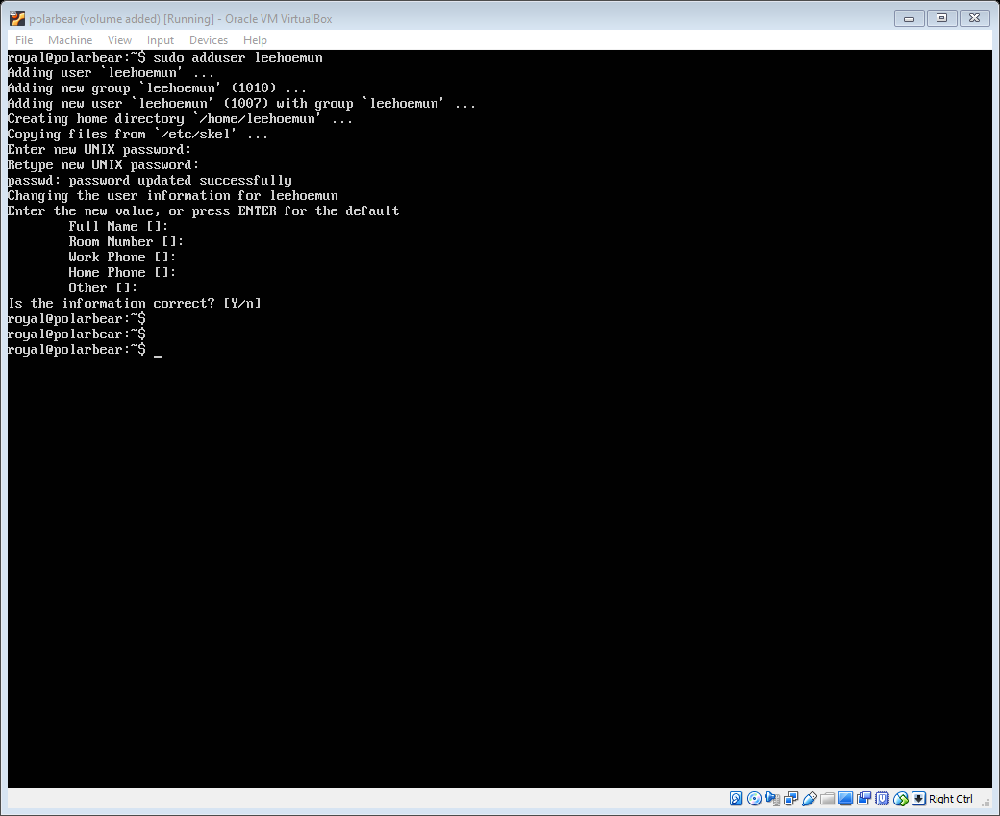 polarbear (volume added) [Running] - Oracle VM VirtualBox
File Machine View Input Devices Help
royal@polarbear:~$ sudo adduser leehoemun
Adding user `leehoemun' ...
Adding new group `leehoemun' (1010) ...
Adding new user `leehoemun' (1007) with group `leehoemun' ...
Creating home directory `/home/leehoemun' ...
Copying files from `/etc/skel' ...
Enter new UNIX password:
Retype new UNIX password:
passwd: password updated successfully
Changing the user information for leehoemun
Enter the new value, or press ENTER for the default
Full Name []:
Room Number []:
Work Phone []:
Home Phone []:
Other []:
Is the information correct? [Y/n]
royal@polarbear:~$
royal@polarbear:~$
royal@polarbear:~$ _
Right Ctrl